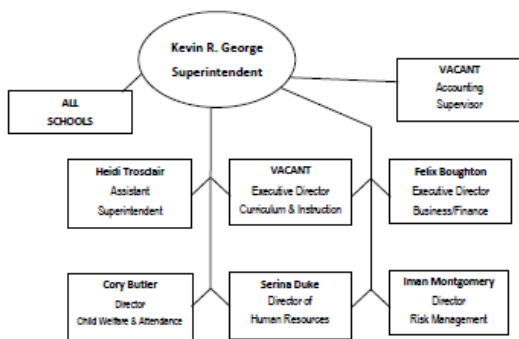 Kevin R. George
Superintendent
VACANT
Accounting
Supervisor
ALL
SCHOOLS
Heidi Trosclair
Assistant
Superintendent
VACANT
Executive Director
Curriculum & Instruction
Felix Boughton
Executive Director
Business/Finance
Cory Butler
Director
Child Welfare & Attendance
Serina Duke
Director of
Human Resources
Iman Montgomery
Director
Risk Management